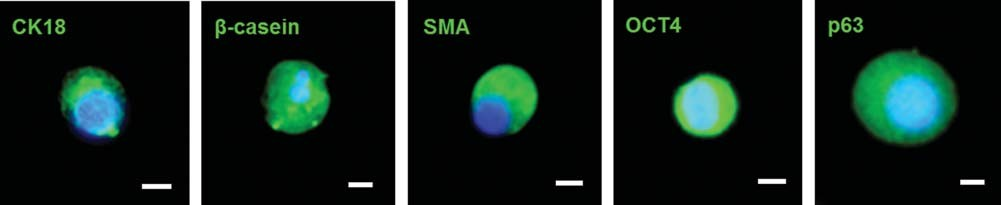 CK18
β-casein
SMA
OCT4
p63